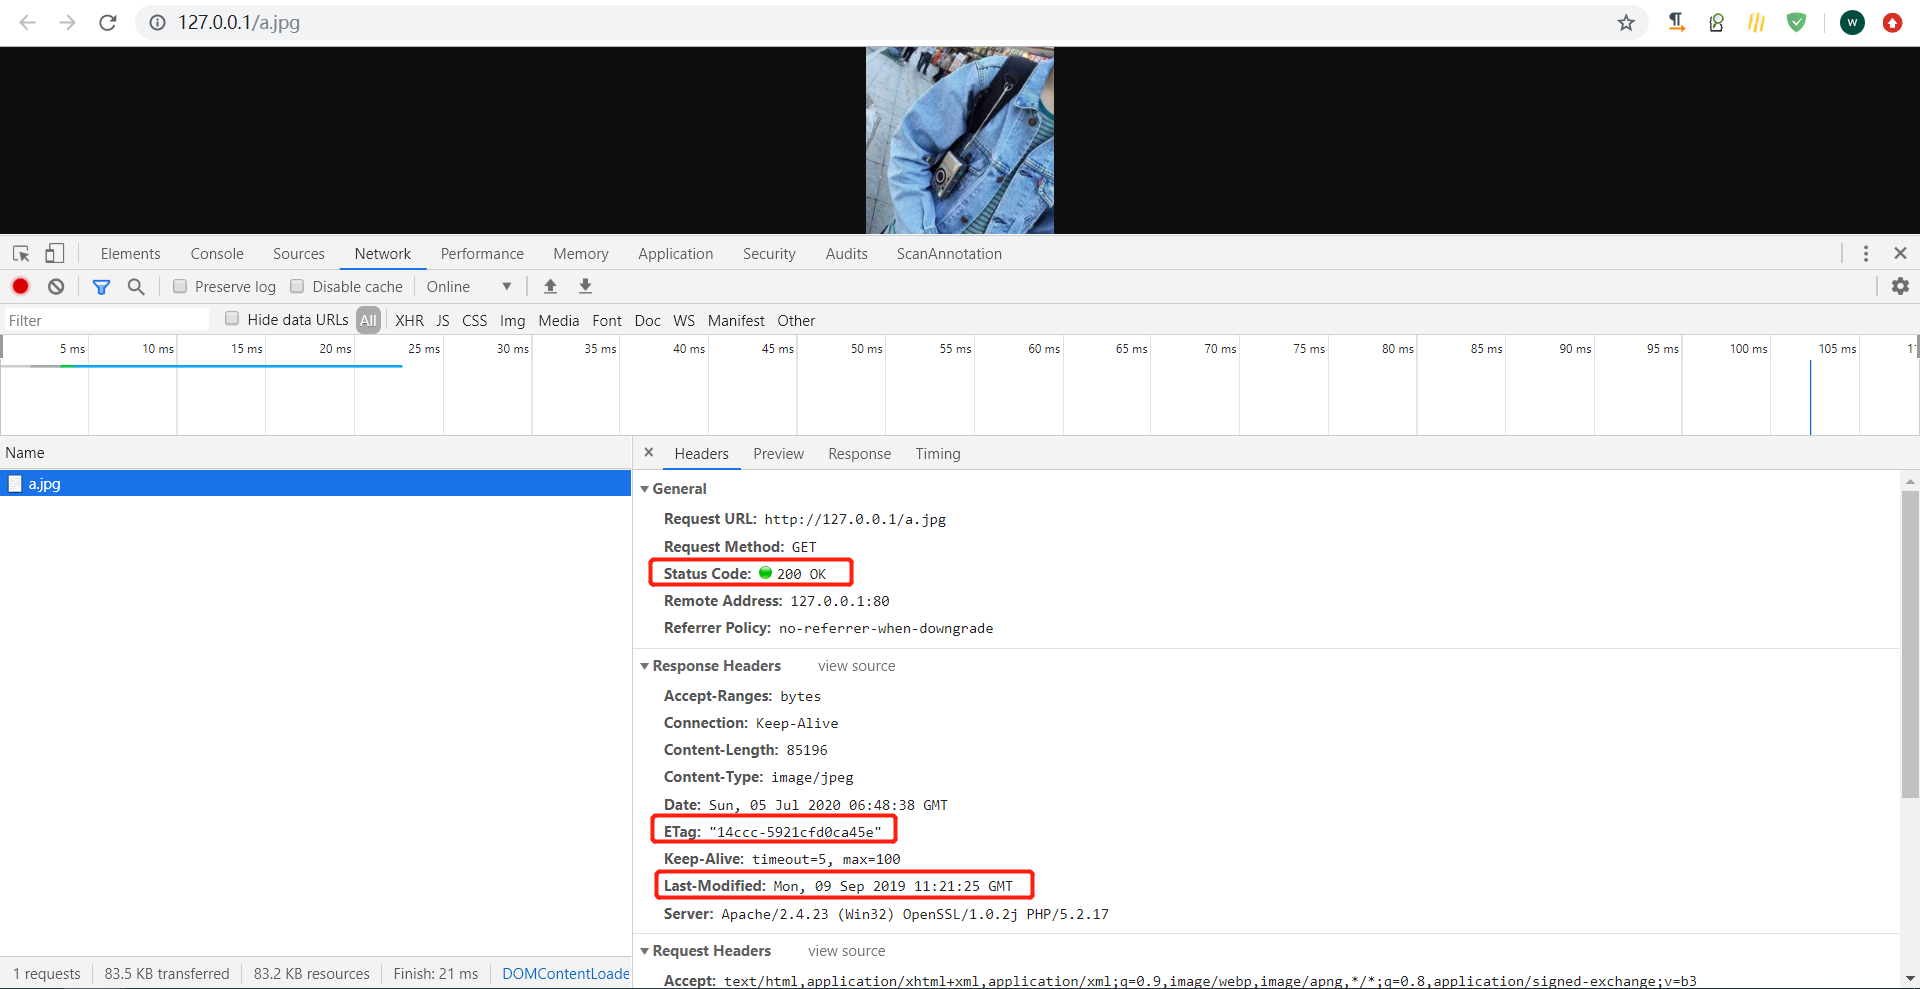 127.0.0.1/a.jpg
W
Elements Console Sources Network Performance Memory Application Security Audits ScanAnnotation
Preserve log Disable cache Online
Filter Hide data URLs All XHR JS CSS Img Media Font Doc WS Manifest Other
5 ms 10 ms 15 ms 20 ms 25 ms 30 ms 35 ms 40 ms 45 ms 50 ms 55 ms 60 ms 65 ms 70 ms 75 ms 80 ms 85 ms 90 ms 95 ms 100 ms 105 ms
Name
Headers Preview Response Timing
a.jpg
General
Request URL: http://127.0.0.1/a.jpg
Request Method: GET
Status Code: 200 OK
Remote Address: 127.0.0.1:80
Referrer Policy: no-referrer-when-downgrade
Response Headers view source
Accept-Ranges: bytes
Connection: Keep-Alive
Content-Length: 85196
Content-Type: image/jpeg
Date: Sun, 05 Jul 2020 06:48:38 GMT
ETag: "14ccc-5921cfd0ca45e"
Keep-Alive: timeout=5, max=100
Last-Modified: Mon, 09 Sep 2019 11:21:25 GMT
Server: Apache/2.4.23 (Win32) OpenSSL/1.0.2j PHP/5.2.17
Request Headers view source
Accept: text/html,application/xhtml+xml,application/xml;q=0.9,image/webp,image/apng,*/*;q=0.8,application/signed-exchange;v=b3
1 requests 83.5 KB transferred 83.2 KB resources Finish: 21 ms DOMContentLoade